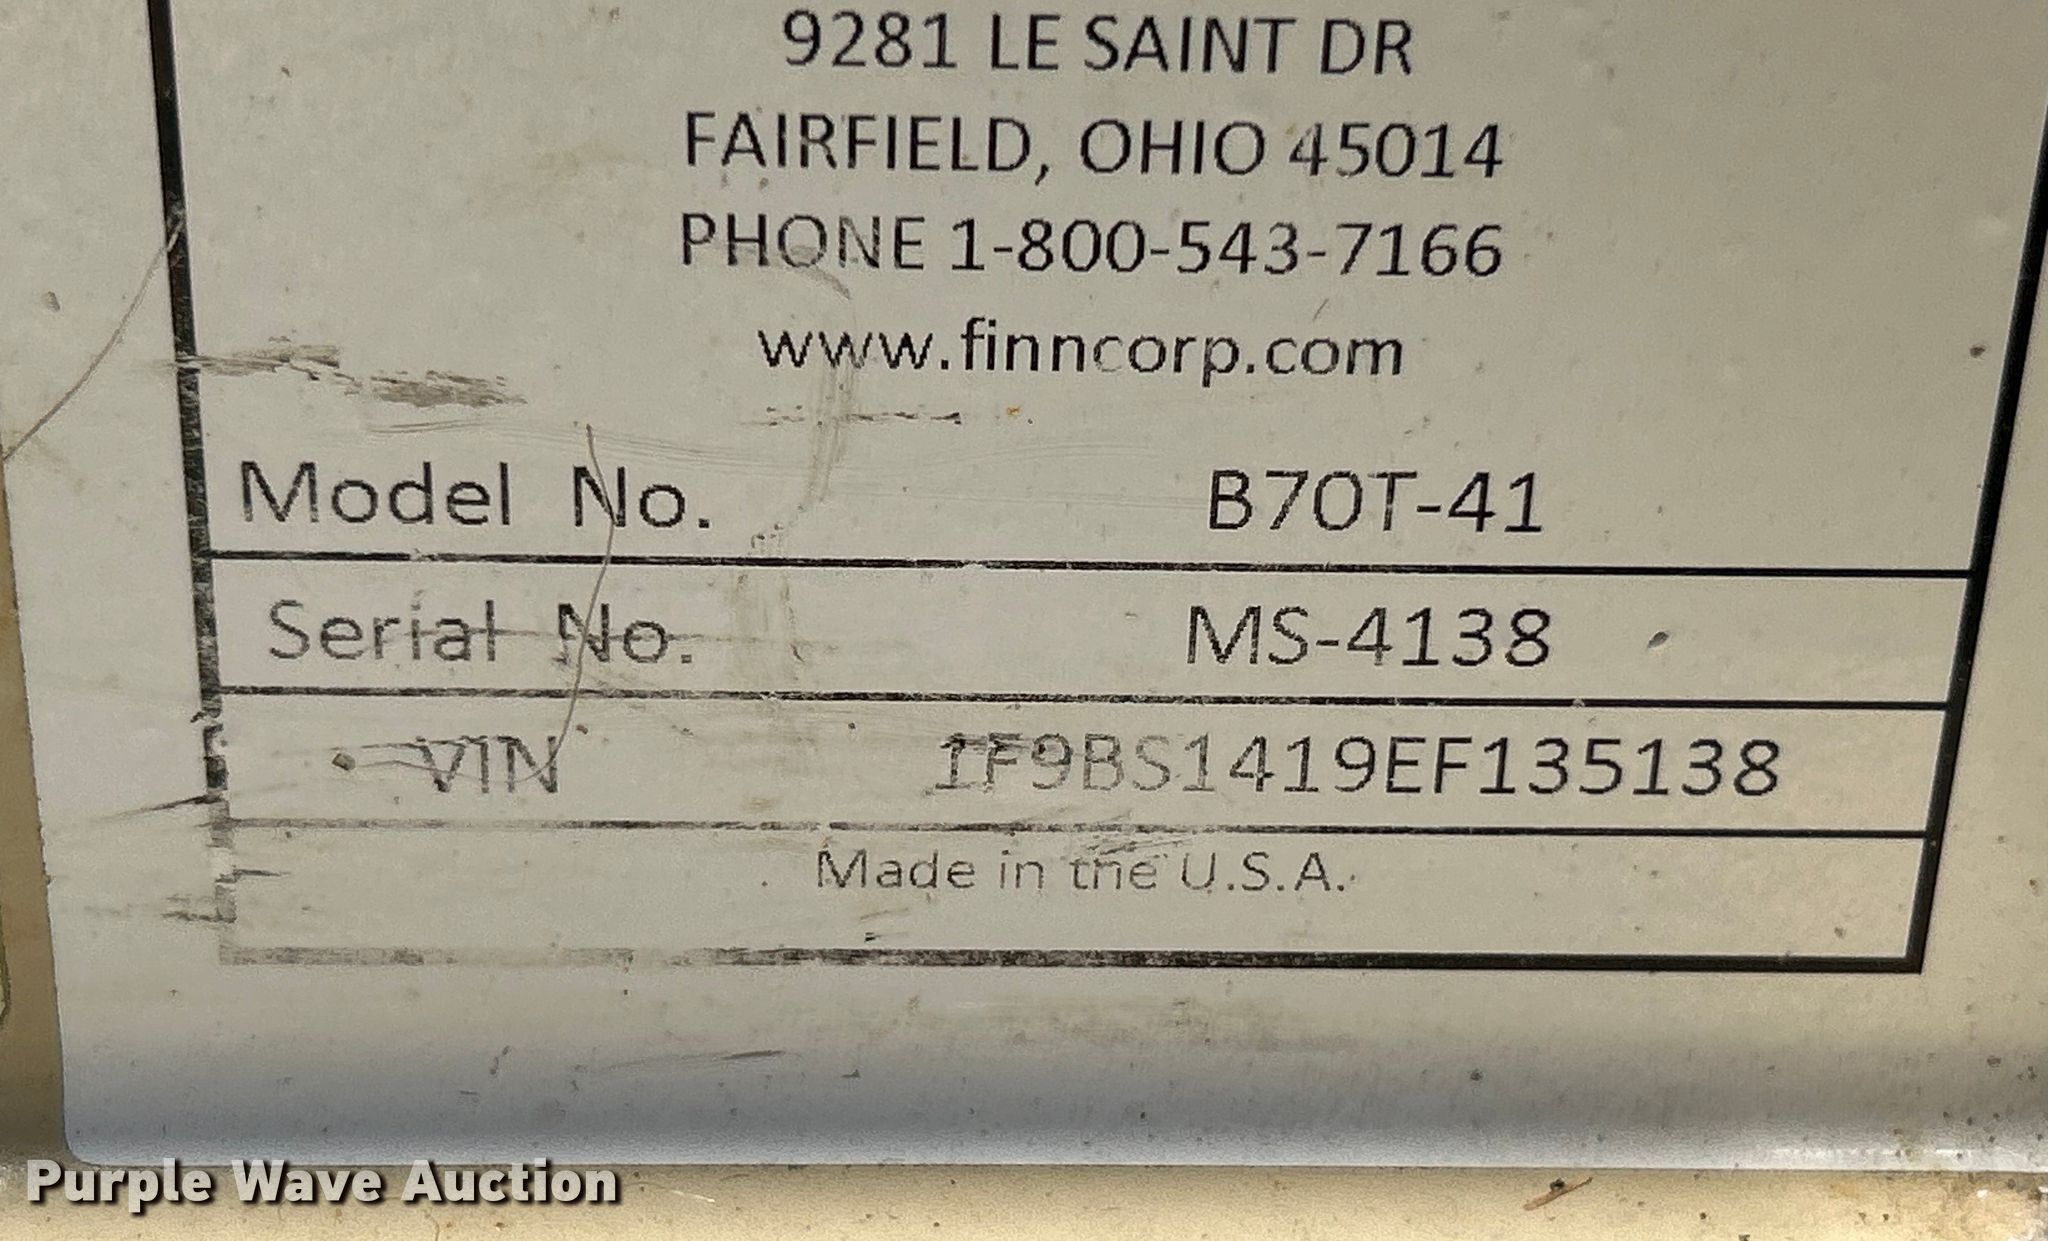 9281 LE SAINT DR
FAIRFIELD, OHIO 45014
PHONE 1-800-543-7166
www.finncorp.com
Model No. B70T-41
Serial No. MS-4138
VIN 1F9BS1419EF135138
Made in the U.S.A.
Purple Wave Auction